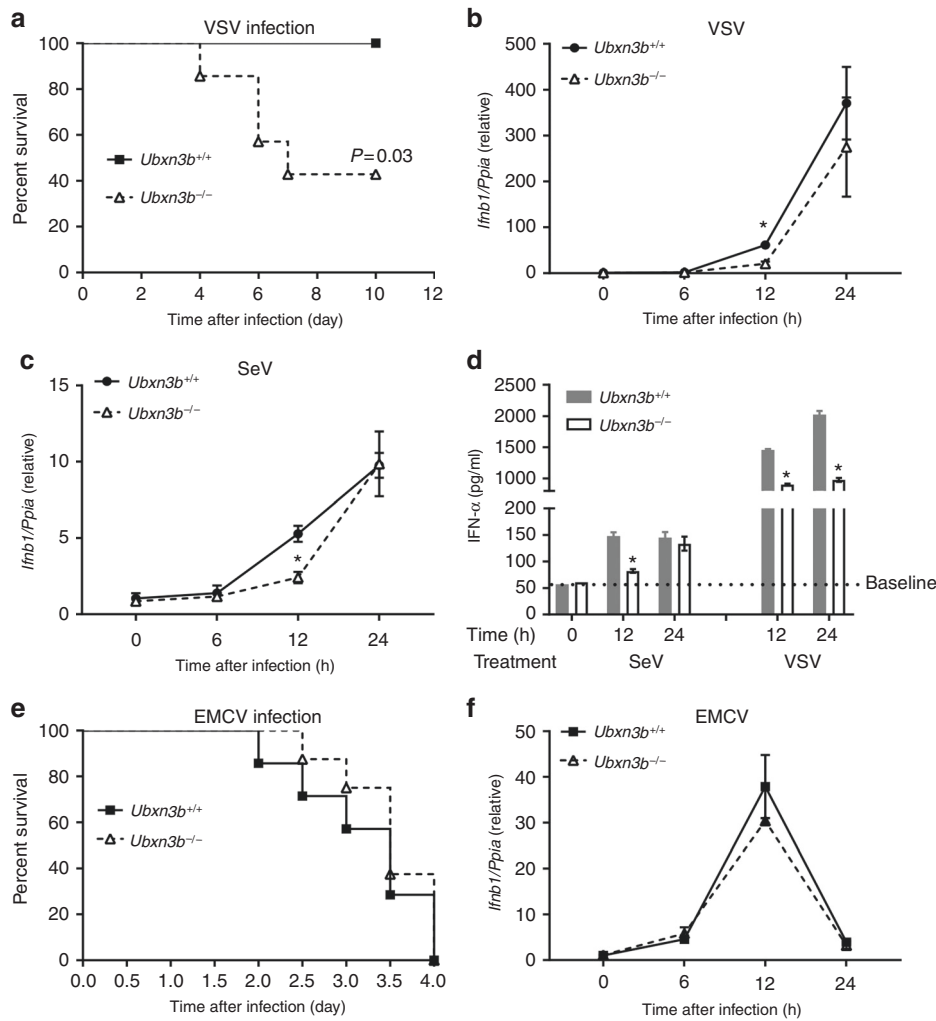 a
VSV infection
100
80
60
40
20
0
Percent survival
Ubxn3b+/+
Ubxn3b−/−
P=0.03
0 2 4 6 8 10 12
Time after infection (day)
b
VSV
500
400
300
200
100
0
Ifnb1/Ppia (relative)
Ubxn3b+/+
Ubxn3b−/−
*
0 6 12 24
Time after infection (h)
c
SeV
15
10
5
0
Ifnb1/Ppia (relative)
Ubxn3b+/+
Ubxn3b−/−
*
0 6 12 24
Time after infection (h)
d
2500
2000
1500
1000
200
150
100
50
0
IFN-α (pg/ml)
Ubxn3b+/+
Ubxn3b−/−
* * *
Baseline
Time (h) 0 12 24 12 24
Treatment SeV VSV
e
EMCV infection
100
80
60
40
20
0
Percent survival
Ubxn3b+/+
Ubxn3b−/−
0.0 0.5 1.0 1.5 2.0 2.5 3.0 3.5 4.0
Time after infection (day)
f
EMCV
50
40
30
20
10
0
Ifnb1/Ppia (relative)
Ubxn3b+/+
Ubxn3b−/−
0 6 12 24
Time after infection (h)